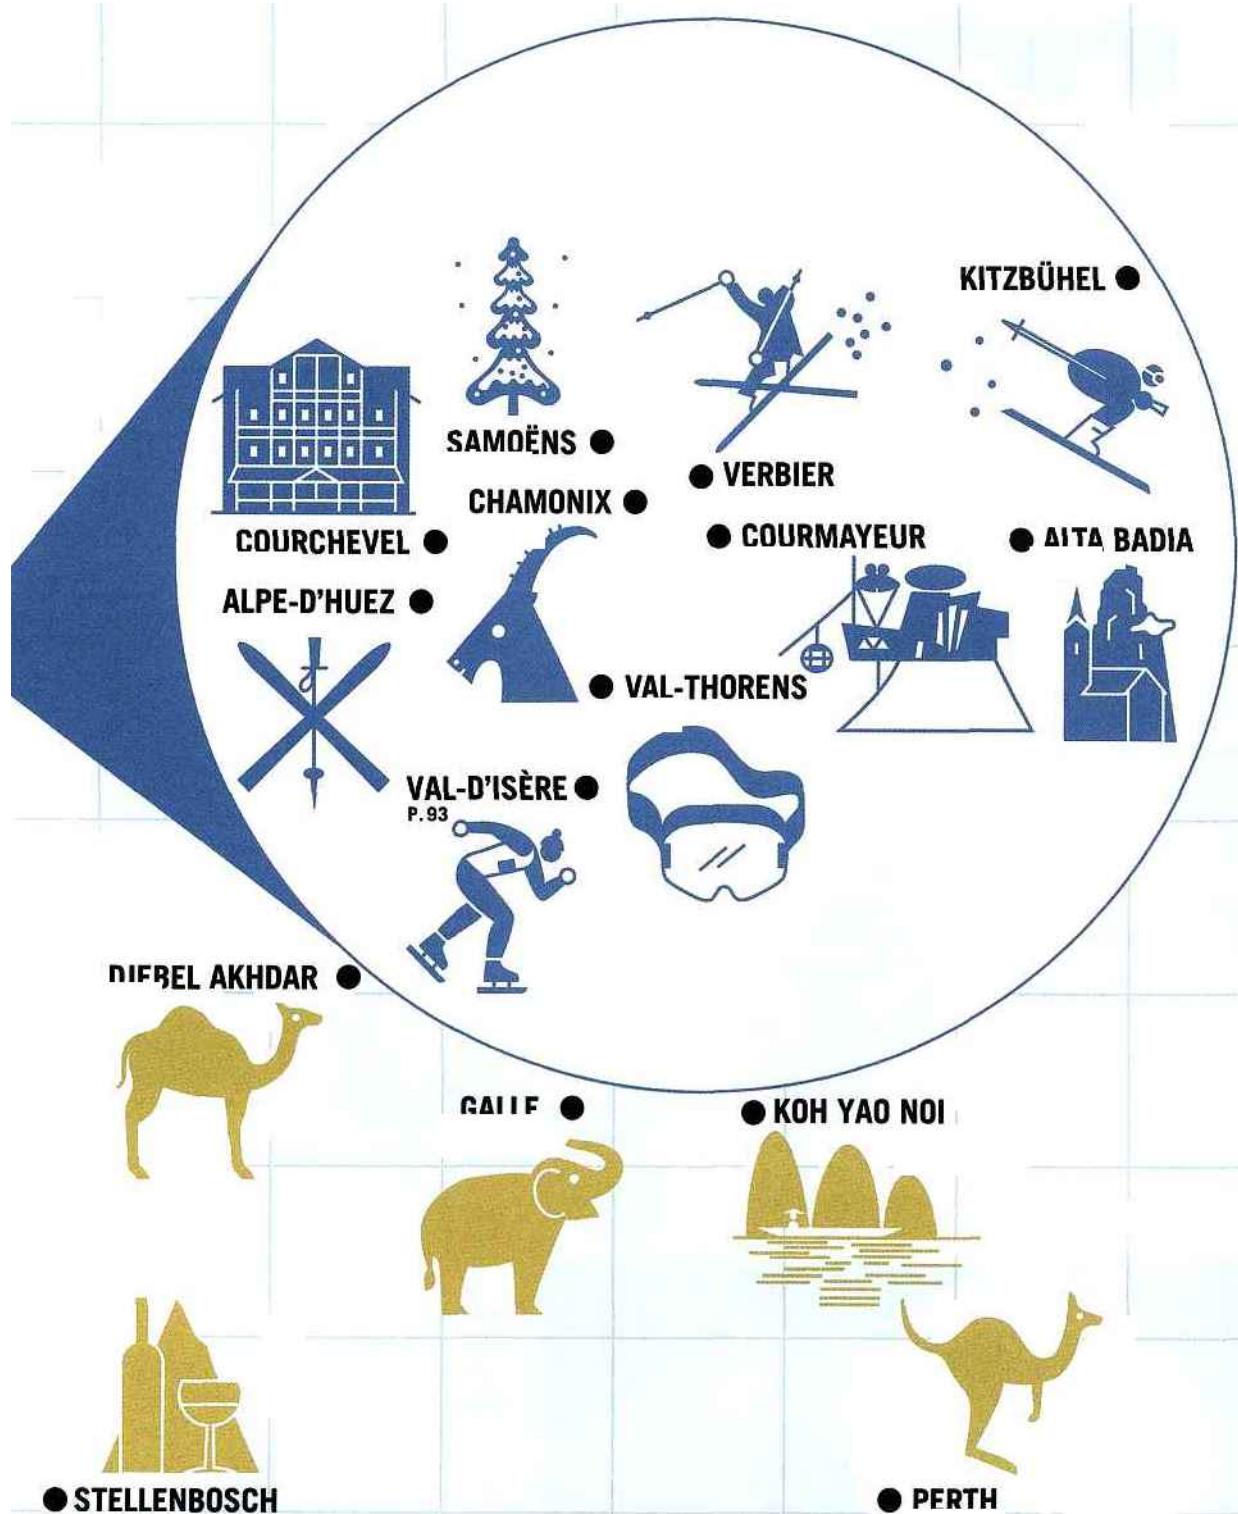 KITZBÜHEL
SAMOËNS
VERBIER
CHAMONIX
COURCHEVEL
COURMAYEUR
ALTA BADIA
ALPE-D'HUEZ
VAL-THORENS
VAL-D'ISÈRE
P.93
DJEBEL AKHDAR
GALLE
KOH YAO NOI
STELLENBOSCH
PERTH